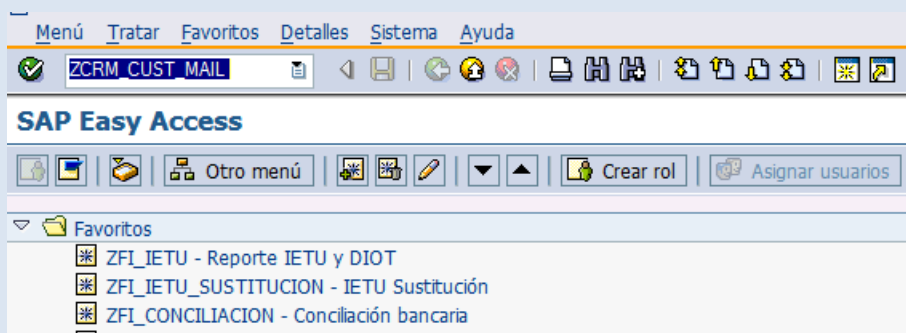 Menú Tratar Favoritos Detalles Sistema Ayuda
ZCRM_CUST_MAIL
SAP Easy Access
Otro menú Crear rol Asignar usuarios
Favoritos
ZFI_IETU - Reporte IETU y DIOT
ZFI_IETU_SUSTITUCION - IETU Sustitución
ZFI_CONCILIACION - Conciliación bancaria